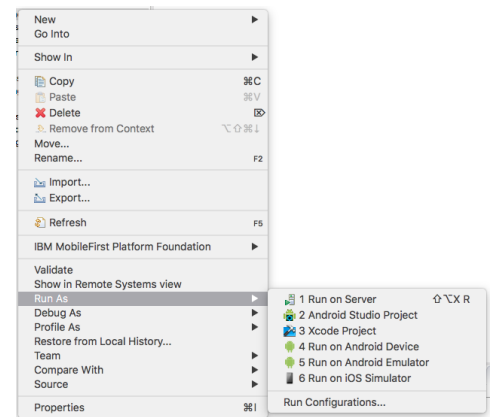 New
Go Into
Show In
Copy ⌘C
Paste ⌘V
Delete ⌦
Remove from Context ⌥⇧⌘↓
Move...
Rename... F2
Import...
Export...
Refresh F5
IBM MobileFirst Platform Foundation
Validate
Show in Remote Systems view
Run As
Debug As
Profile As
Restore from Local History...
Team
Compare With
Source
Properties ⌘I
1 Run on Server ⇧⌥X R
2 Android Studio Project
3 Xcode Project
4 Run on Android Device
5 Run on Android Emulator
6 Run on iOS Simulator
Run Configurations...